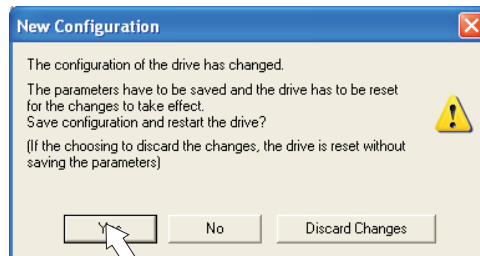 New Configuration
The configuration of the drive has changed.
The parameters have to be saved and the drive has to be reset
for the changes to take effect.
Save configuration and restart the drive?
(If the choosing to discard the changes, the drive is reset without
saving the parameters)
No
Discard Changes